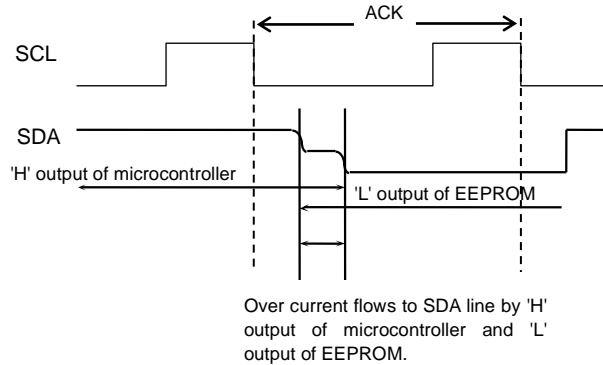 ACK
SCL
SDA
'H' output of microcontroller
'L' output of EEPROM
Over current flows to SDA line by 'H'
output of microcontroller and 'L'
output of EEPROM.